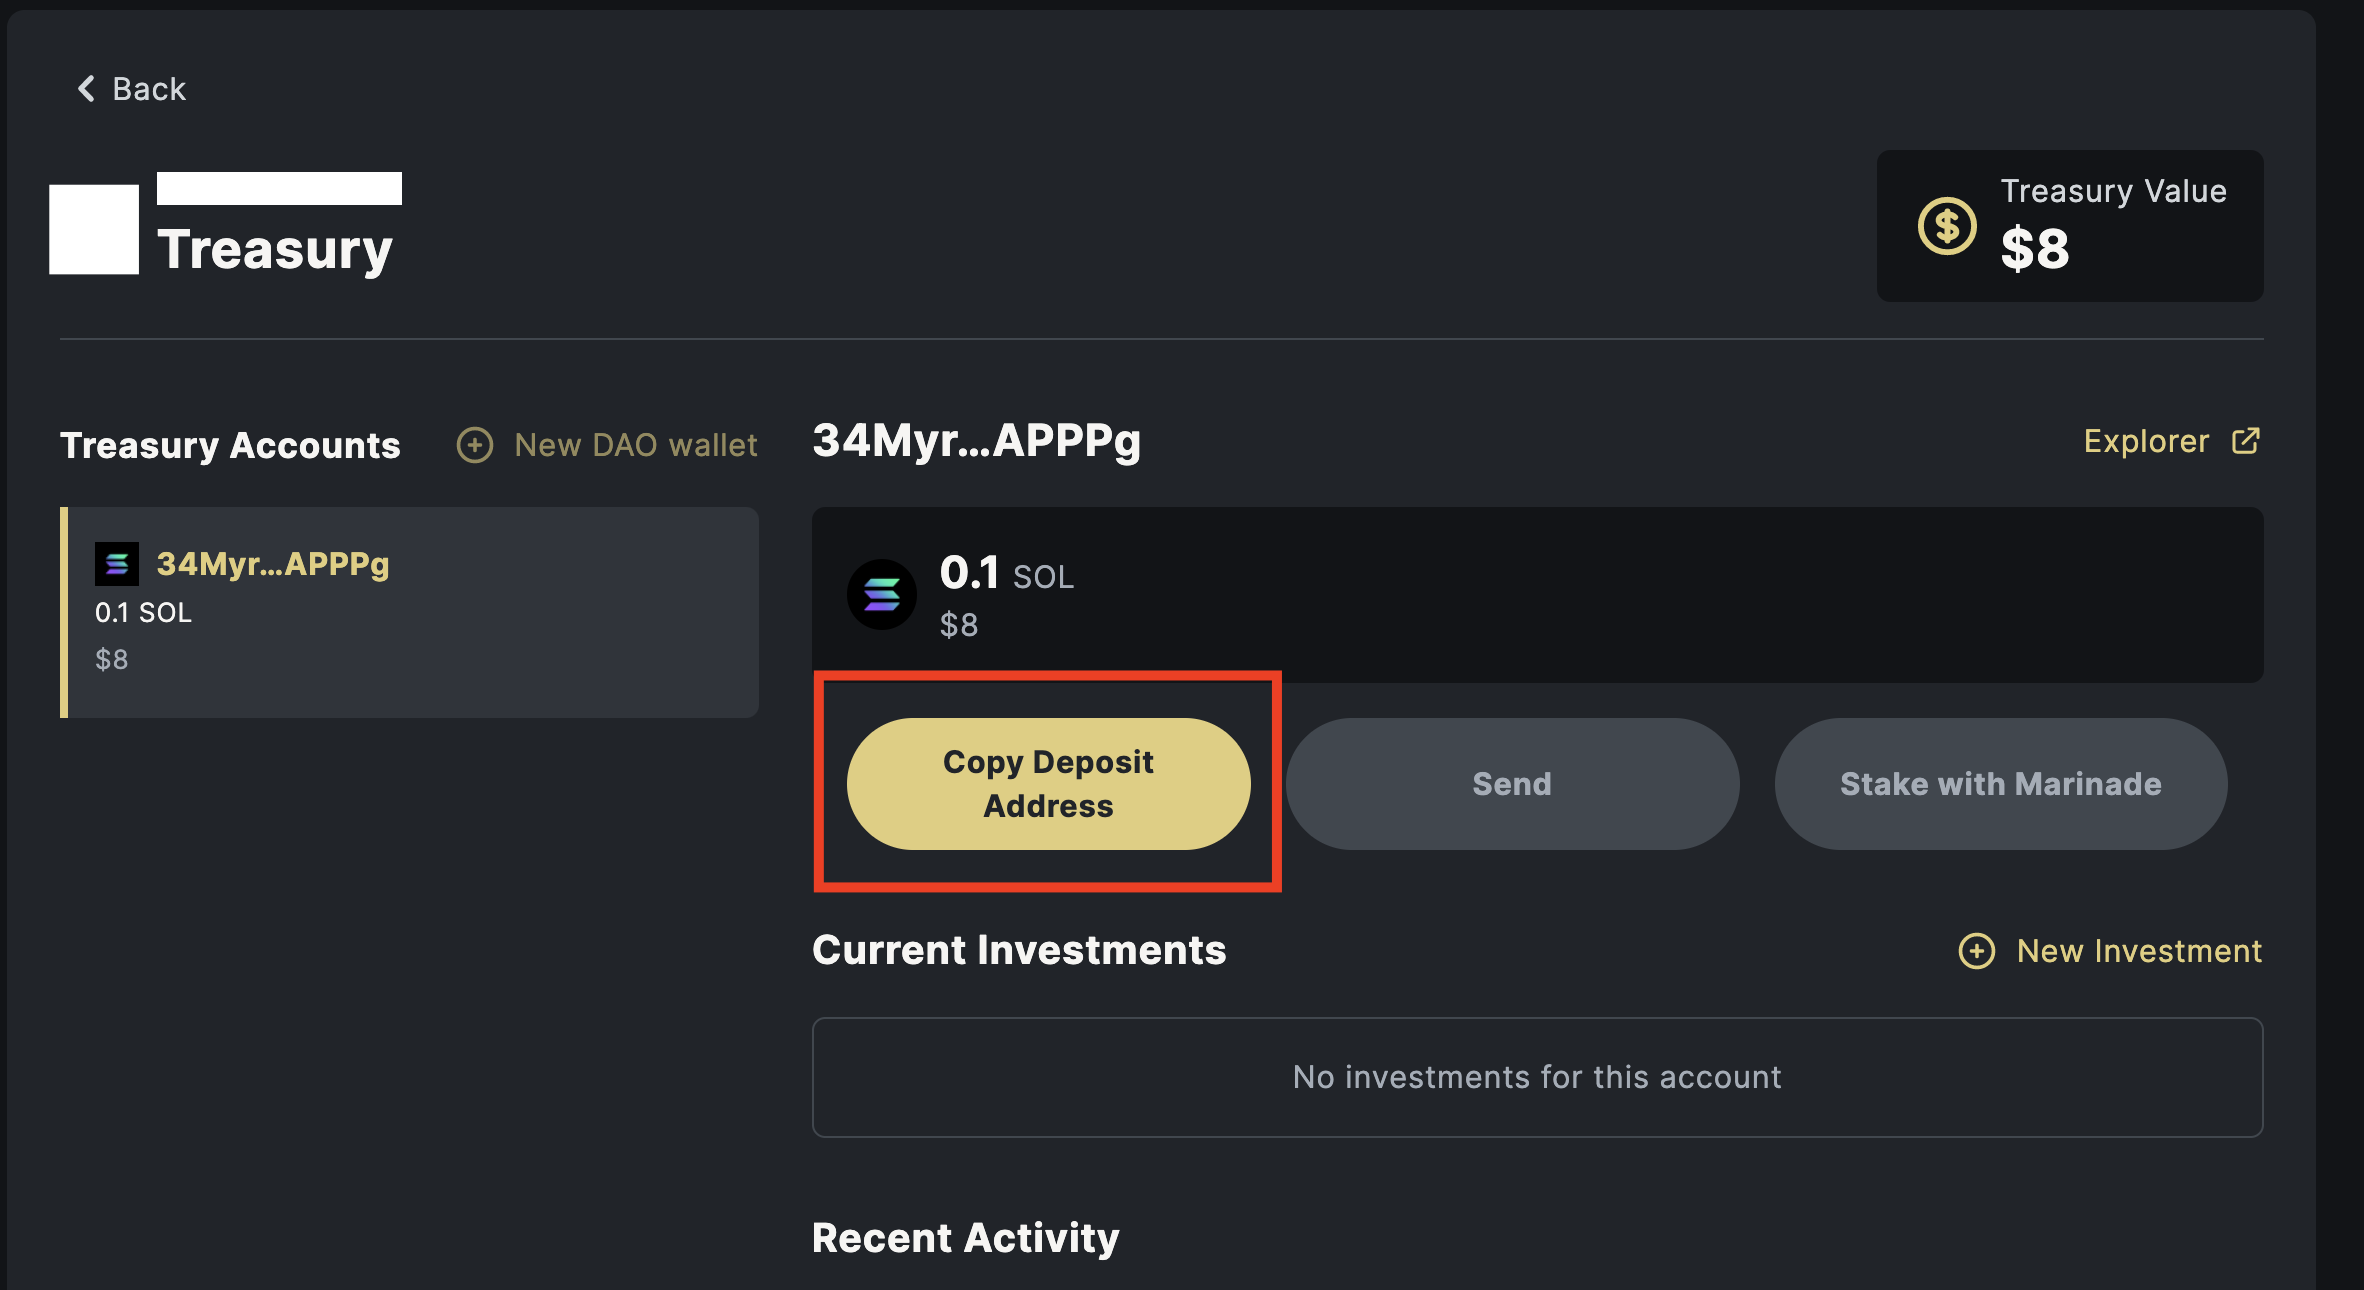 Back
Treasury
Treasury Value
$8
Treasury Accounts
New DAO wallet
34Myr...APPPg
0.1 SOL
$8
34Myr...APPPg
Explorer
0.1 SOL
$8
Copy Deposit
Address
Send
Stake with Marinade
Current Investments
New Investment
No investments for this account
Recent Activity